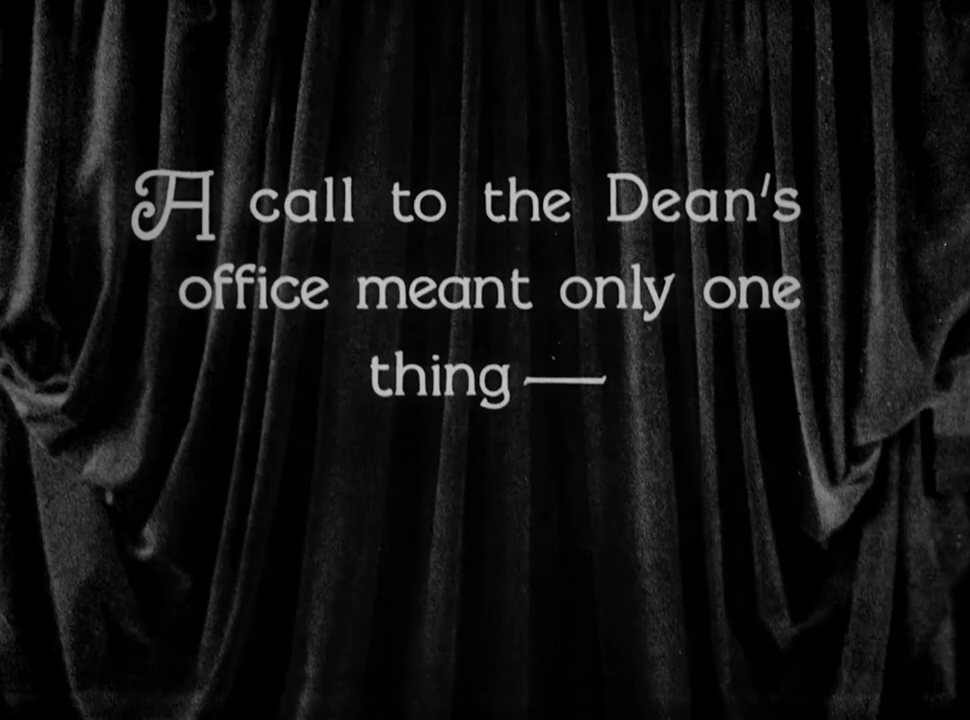 A call to the Dean's
office meant only one
thing —